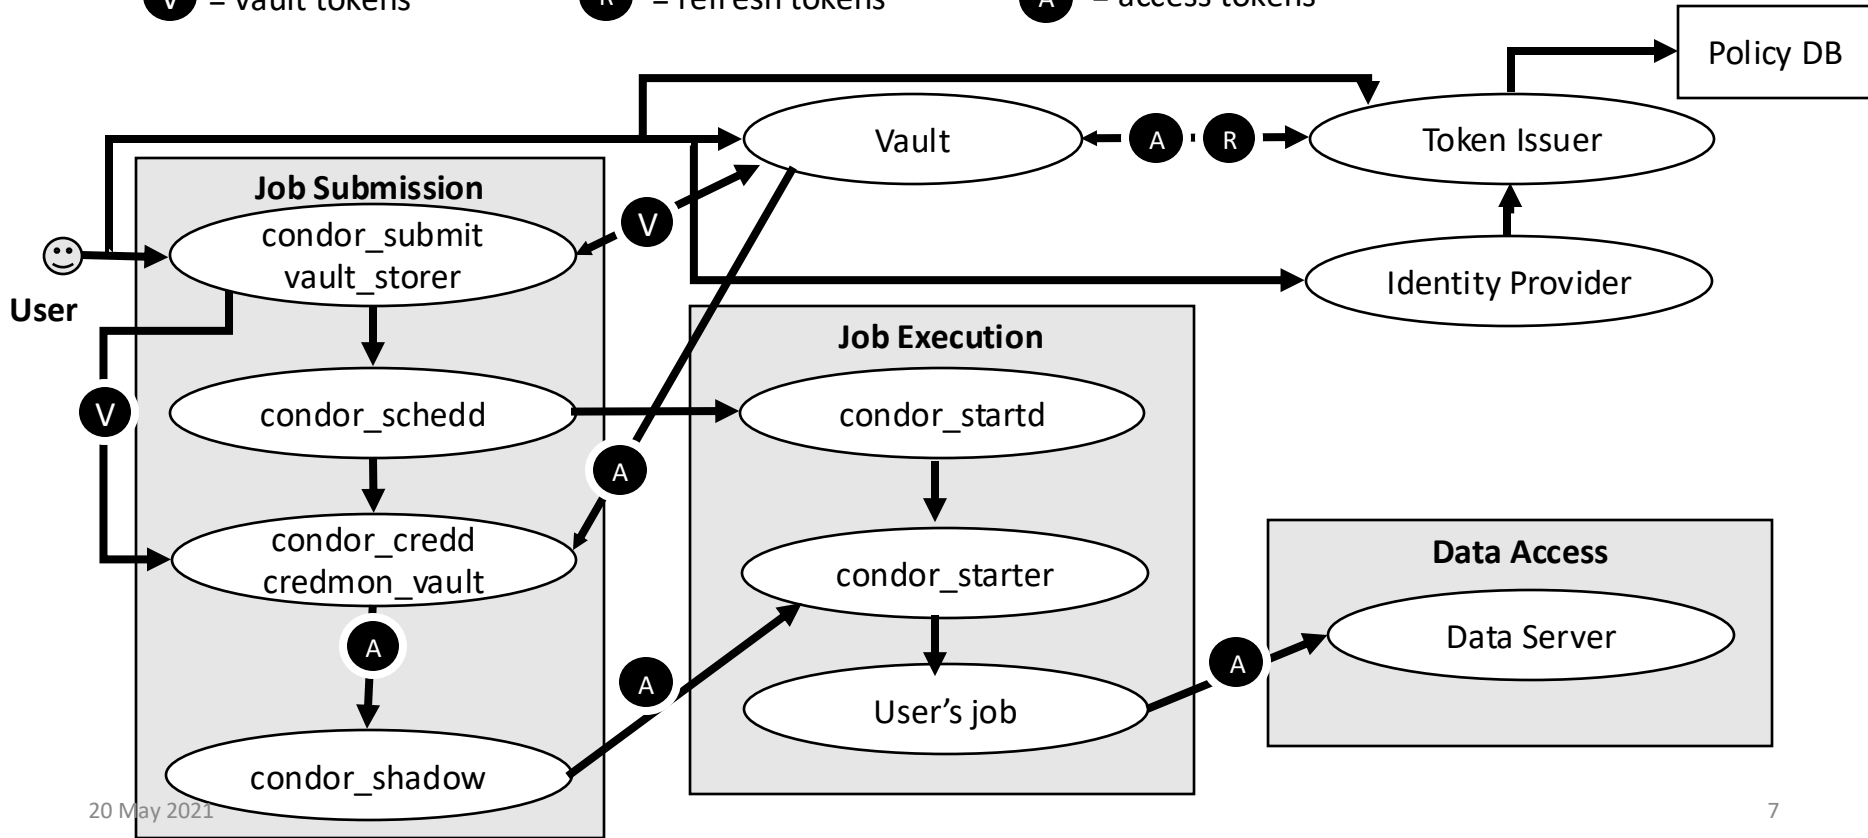 V = vault tokens
R = refresh tokens
A = access tokens
Policy DB
Vault
A
R
Token Issuer
Job Submission
condor_submit
vault_storer
V
User
Identity Provider
Job Execution
V
condor_schedd
condor_startd
A
condor_credd
credmon_vault
condor_starter
Data Access
A
A
A
Data Server
User’s job
condor_shadow
20 May 2021
7